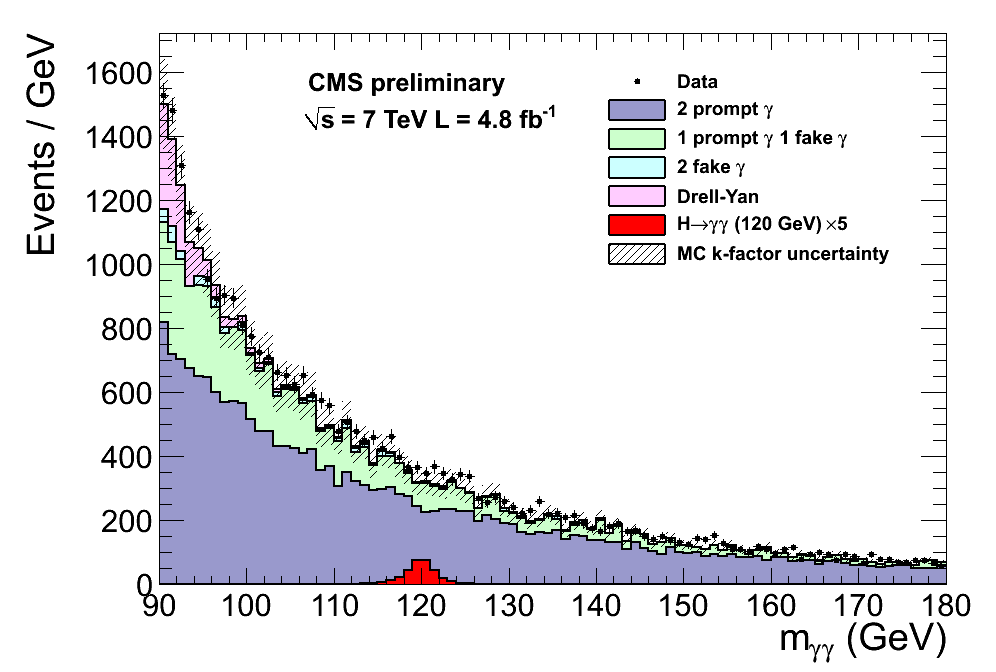 Events / GeV
1600
1400
1200
1000
800
600
400
200
0
CMS preliminary
√s = 7 TeV L = 4.8 fb⁻¹
Data
2 prompt γ
1 prompt γ 1 fake γ
2 fake γ
Drell-Yan
H→γγ (120 GeV) ×5
MC k-factor uncertainty
90 100 110 120 130 140 150 160 170 180
mγγ (GeV)